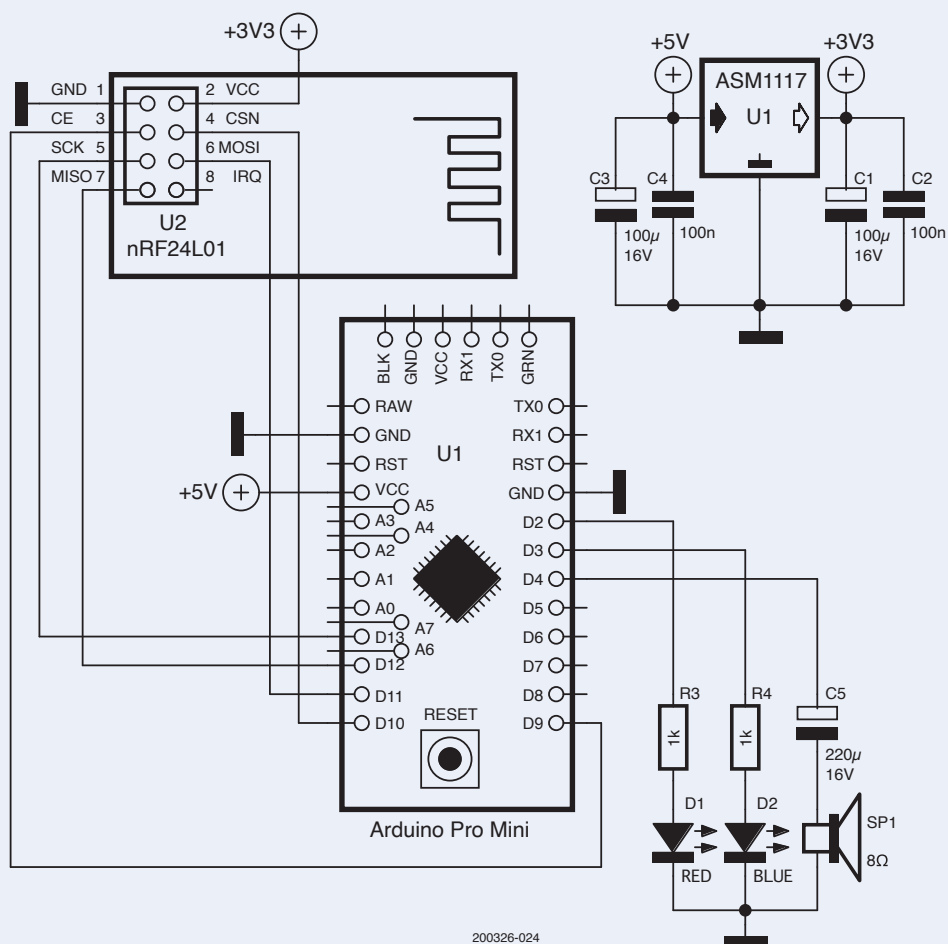 +3V3
GND 1
2 VCC
CE 3
4 CSN
SCK 5
6 MOSI
MISO 7
8 IRQ
U2
nRF24L01
+5V
+3V3
ASM1117
U1
C3
C4
C1
C2
100µ
16V
100n
100µ
16V
100n
BLK
GND
VCC
RX1
TX0
GRN
RAW
TX0
GND
RX1
U1
RST
RST
+5V
VCC
GND
A5
A3
D2
A4
A2
D3
A1
D4
A0
D5
A7
D13
D6
A6
D12
D7
D11
D8
D10
RESET
D9
R3
R4
C5
1k
1k
220µ
16V
Arduino Pro Mini
D1
D2
SP1
8Ω
RED
BLUE
200326-024